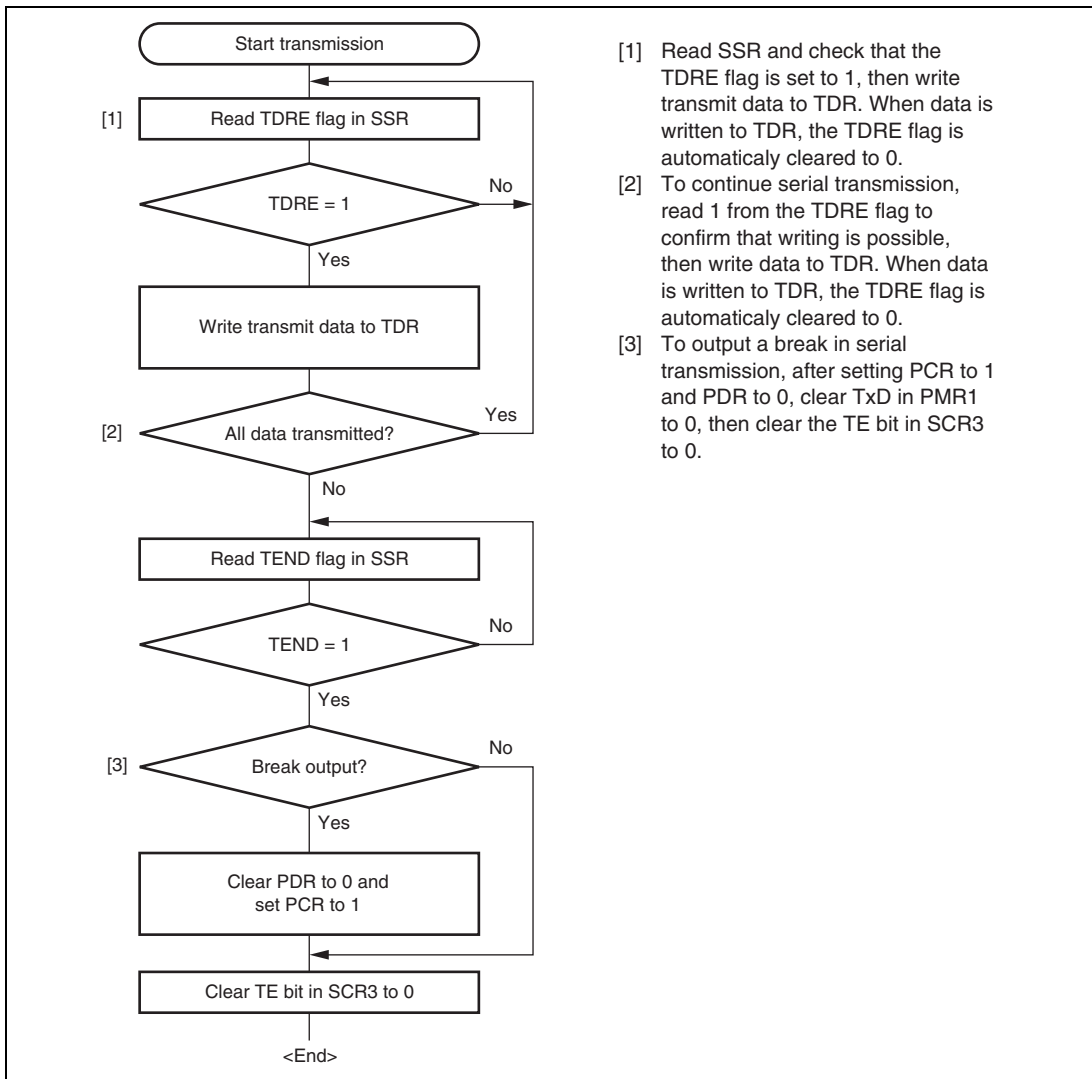 Start transmission
[1] Read TDRE flag in SSR
TDRE = 1
No
Yes
Write transmit data to TDR
[2] All data transmitted?
Yes
No
Read TEND flag in SSR
TEND = 1
No
Yes
[3] Break output?
No
Yes
Clear PDR to 0 and
set PCR to 1
Clear TE bit in SCR3 to 0
<End>
[1] Read SSR and check that the
TDRE flag is set to 1, then write
transmit data to TDR. When data is
written to TDR, the TDRE flag is
automaticaly cleared to 0.
[2] To continue serial transmission,
read 1 from the TDRE flag to
confirm that writing is possible,
then write data to TDR. When data
is written to TDR, the TDRE flag is
automaticaly cleared to 0.
[3] To output a break in serial
transmission, after setting PCR to 1
and PDR to 0, clear TxD in PMR1
to 0, then clear the TE bit in SCR3
to 0.